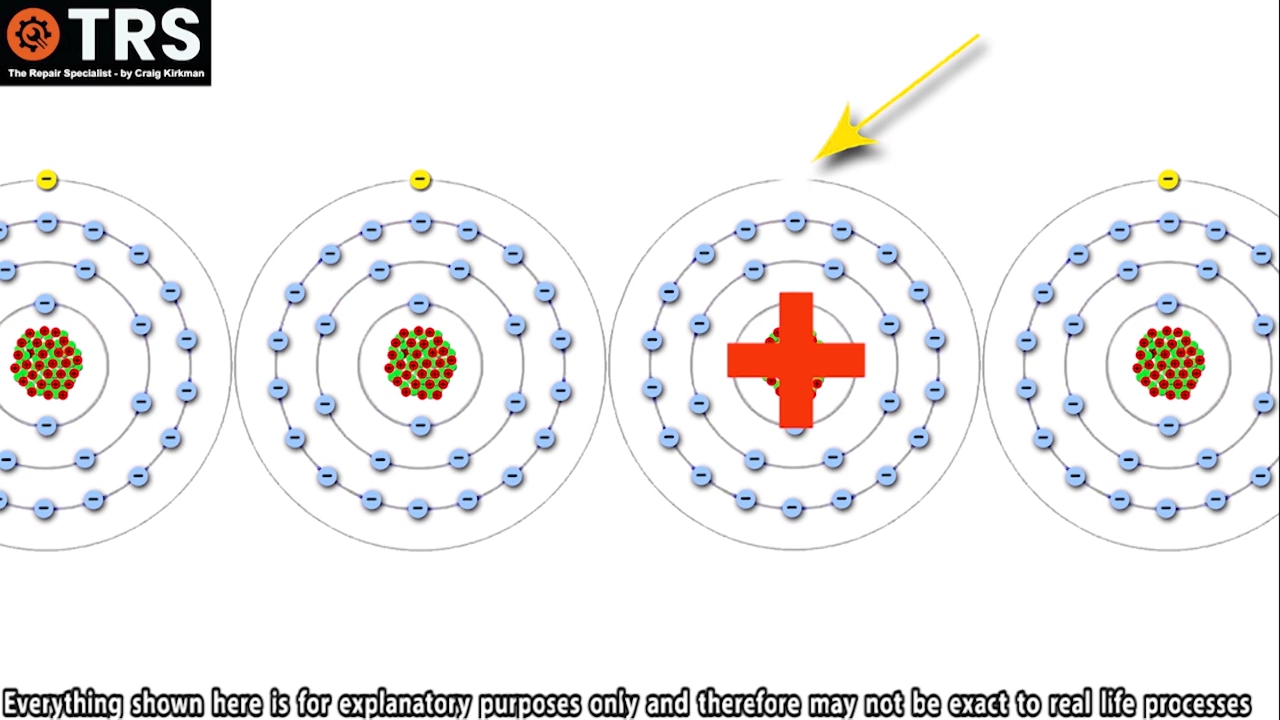 TRS
The Repair Specialist - by Craig Kirkman
Everything shown here is for explanatory purposes only and therefore may not be exact to real life processes